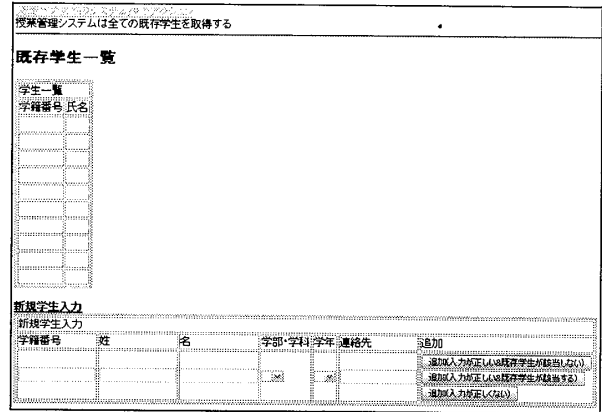 授業管理システムは全ての既存学生を取得する
既存学生一覧
学生一覧
学籍番号 氏名
新規学生入力
新規学生入力
学籍番号 姓 名 学部・学科 学年 連絡先 追加
追加(入力が正しい&既存学生が該当しない)
追加(入力が正しい&既存学生が該当する)
追加(入力が正しくない)